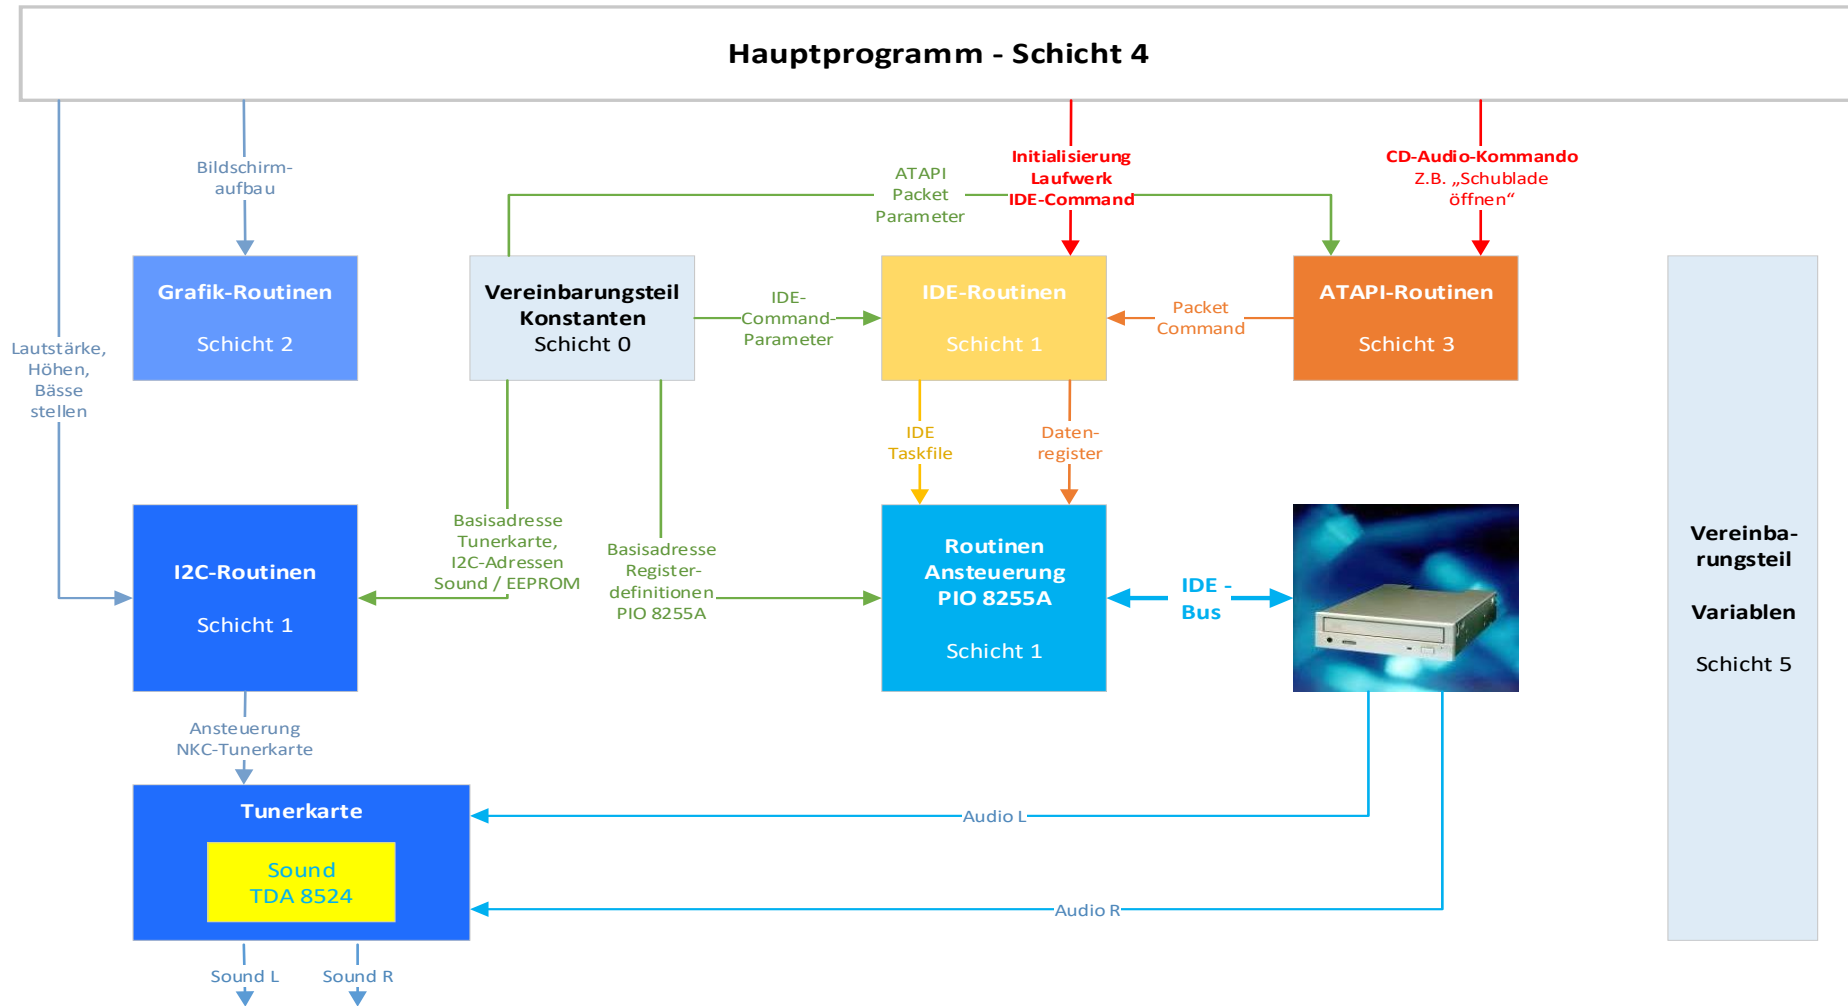 Hauptprogramm - Schicht 4
Bildschirm-
aufbau
ATAPI
Packet
Parameter
Initialisierung
Laufwerk
IDE-Command
CD-Audio-Kommando
Z.B. „Schublade
öffnen“
Grafik-Routinen
Schicht 2
Vereinbarungsteil
Konstanten
Schicht 0
IDE-
Command-
Parameter
IDE-Routinen
Schicht 1
Packet
Command
ATAPI-Routinen
Schicht 3
Lautstärke,
Höhen,
Bässe
stellen
IDE
Taskfile
Daten-
register
I2C-Routinen
Schicht 1
Basisadresse
Tunerkarte,
I2C-Adressen
Sound / EEPROM
Basisadresse
Register-
definitionen
PIO 8255A
Routinen
Ansteuerung
PIO 8255A
Schicht 1
IDE -
Bus
Vereinba-
rungsteil
Variablen
Schicht 5
Ansteuerung
NKC-Tunerkarte
Tunerkarte
Sound
TDA 8524
Audio L
Audio R
Sound L
Sound R